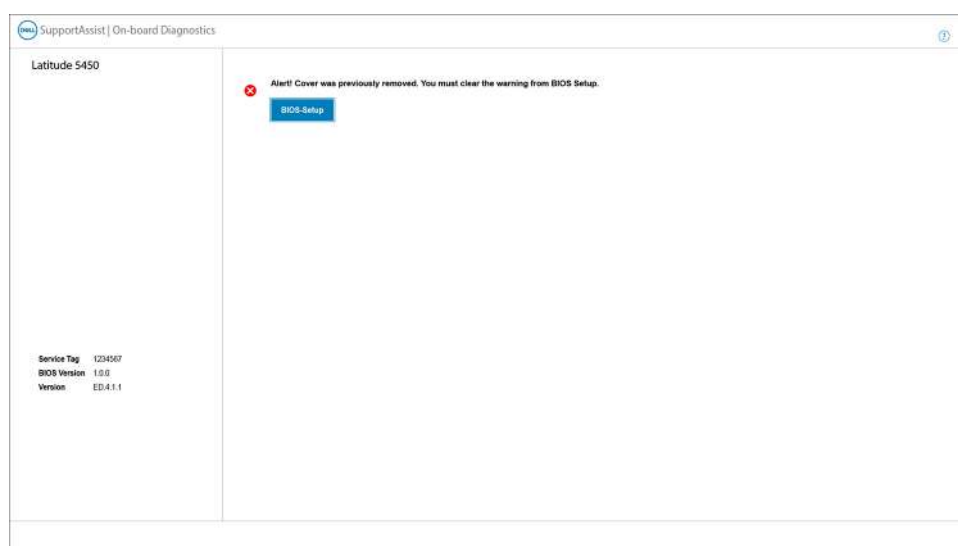 DELL SupportAssist | On-board Diagnostics
Latitude 5450
Alert! Cover was previously removed. You must clear the warning from BIOS Setup.
BIOS-Setup
Service Tag 1234567
BIOS Version 1.0.0
Version ED.4.1.1